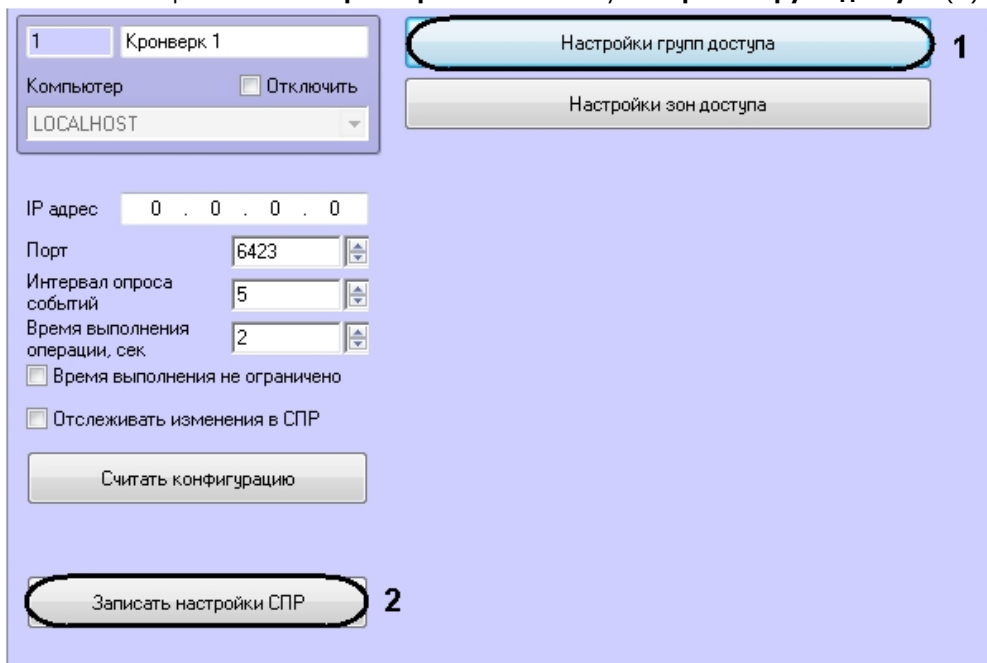 1 Кронверк 1
Компьютер Отключить
LOCALHOST
Настройки групп доступа 1
Настройки зон доступа
IP адрес 0 . 0 . 0 . 0
Порт 6423
Интервал опроса
событий 5
Время выполнения
операции, сек 2
Время выполнения не ограничено
Отслеживать изменения в СПР
Считать конфигурацию
Записать настройки СПР 2